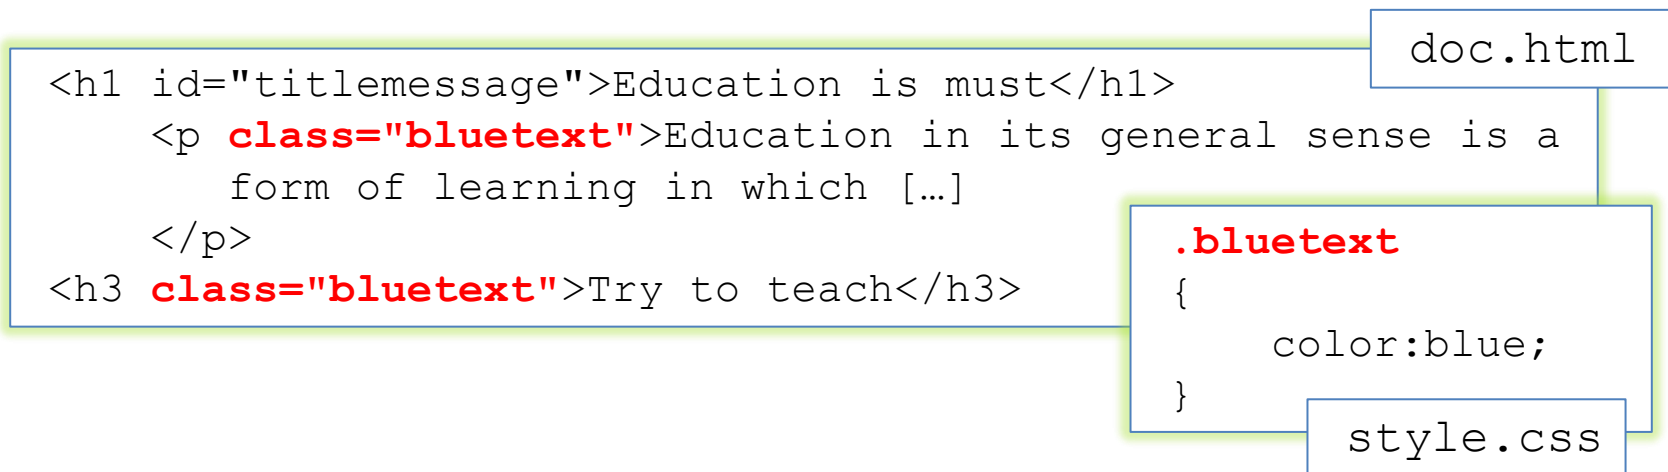 doc.html
<h1 id="titlemessage">Education is must</h1>
<p class="bluetext">Education in its general sense is a
form of learning in which […]
</p>
<h3 class="bluetext">Try to teach</h3>
.bluetext
{
color:blue;
}
style.css